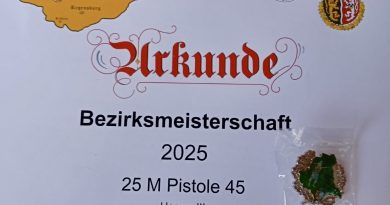 Regensburg
Urkunde
Bezirksmeisterschaft
2025
25 M Pistole 45